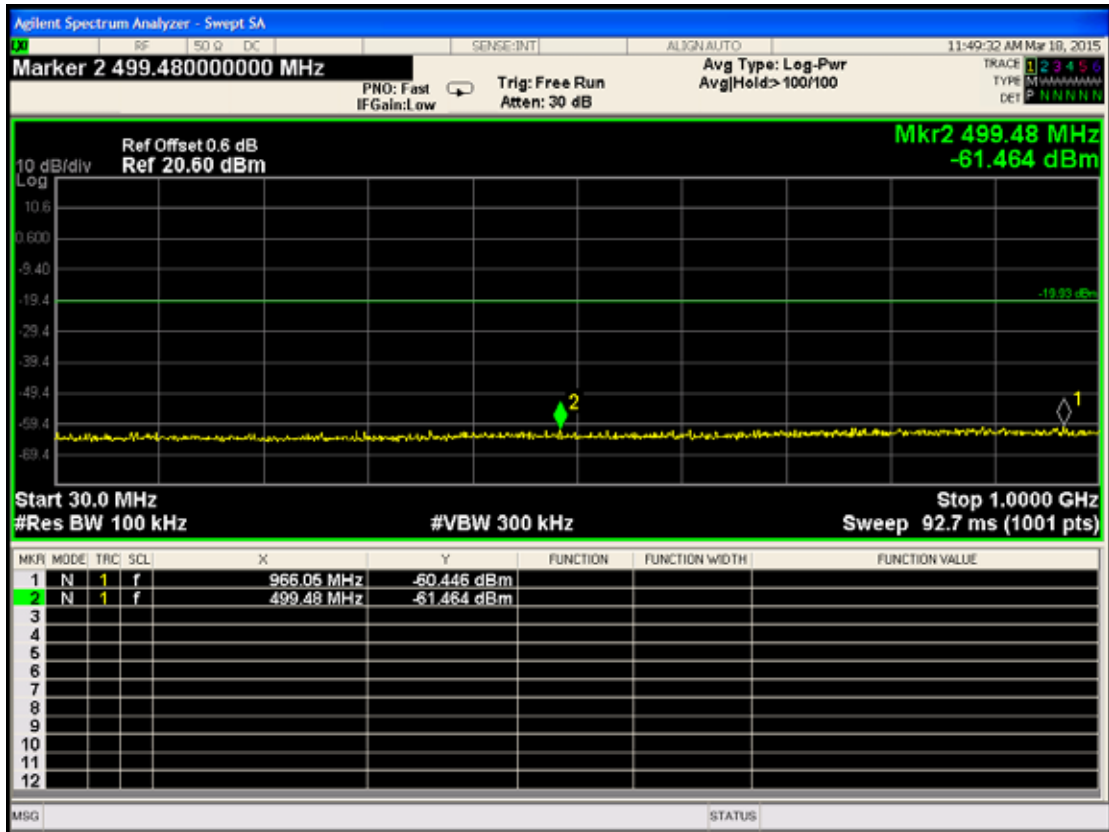 Agilent Spectrum Analyzer - Swept SA
LXI RF 50 Ω DC SENSE:INT ALIGN AUTO 11:49:32 AM Mar 18, 2015
Marker 2 499.480000000 MHz
PNO: Fast
IFGain:Low
Trig: Free Run
Atten: 30 dB
Avg Type: Log-Pwr
Avg|Hold:>100/100
TRACE 1 2 3 4 5 6
TYPE M
DET P N N N N N
Ref Offset 0.6 dB
10 dB/div Ref 20.60 dBm
Log
Mkr2 499.48 MHz
-61.464 dBm
10.6
0.600
-9.40
-19.4
-19.93 dBm
-29.4
-39.4
-49.4
2
1
-59.4
-69.4
Start 30.0 MHz Stop 1.0000 GHz
#Res BW 100 kHz #VBW 300 kHz Sweep 92.7 ms (1001 pts)
MKR MODE TRC SCL X Y FUNCTION FUNCTION WIDTH FUNCTION VALUE
1 N 1 f 966.05 MHz -60.446 dBm
2 N 1 f 499.48 MHz -61.464 dBm
3
4
5
6
7
8
9
10
11
12
MSG STATUS